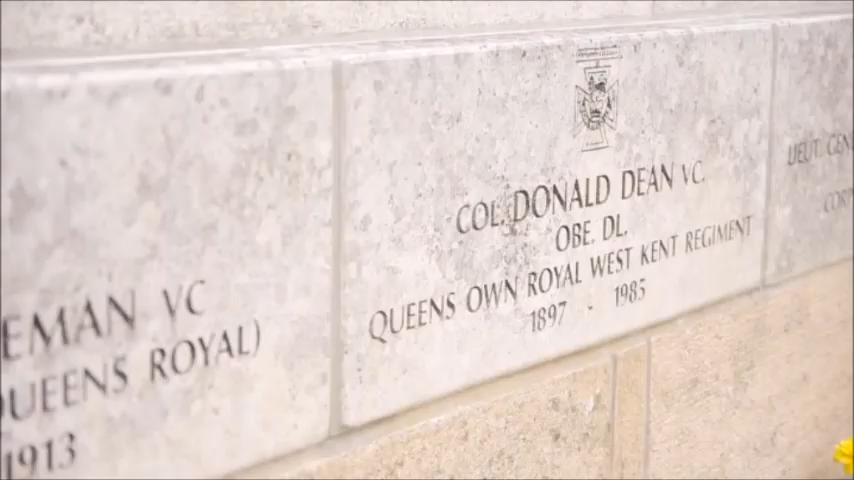 EMAN VC
QUEENS ROYAL)
1913
COL. DONALD DEAN VC.
OBE. DL.
QUEENS OWN ROYAL WEST KENT REGIMENT
1897 - 1985
LIEUT. GEN